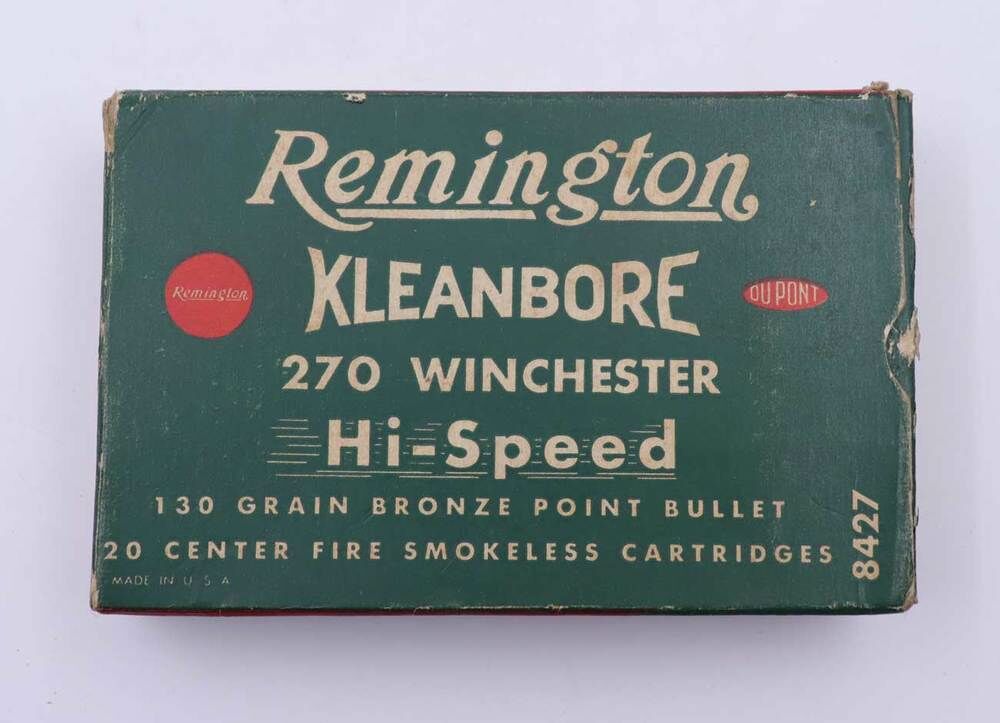 Remington
Remington
KLEANBORE
DU PONT
270 WINCHESTER
Hi-Speed
130 GRAIN BRONZE POINT BULLET
20 CENTER FIRE SMOKELESS CARTRIDGES
MADE IN U S A
8427